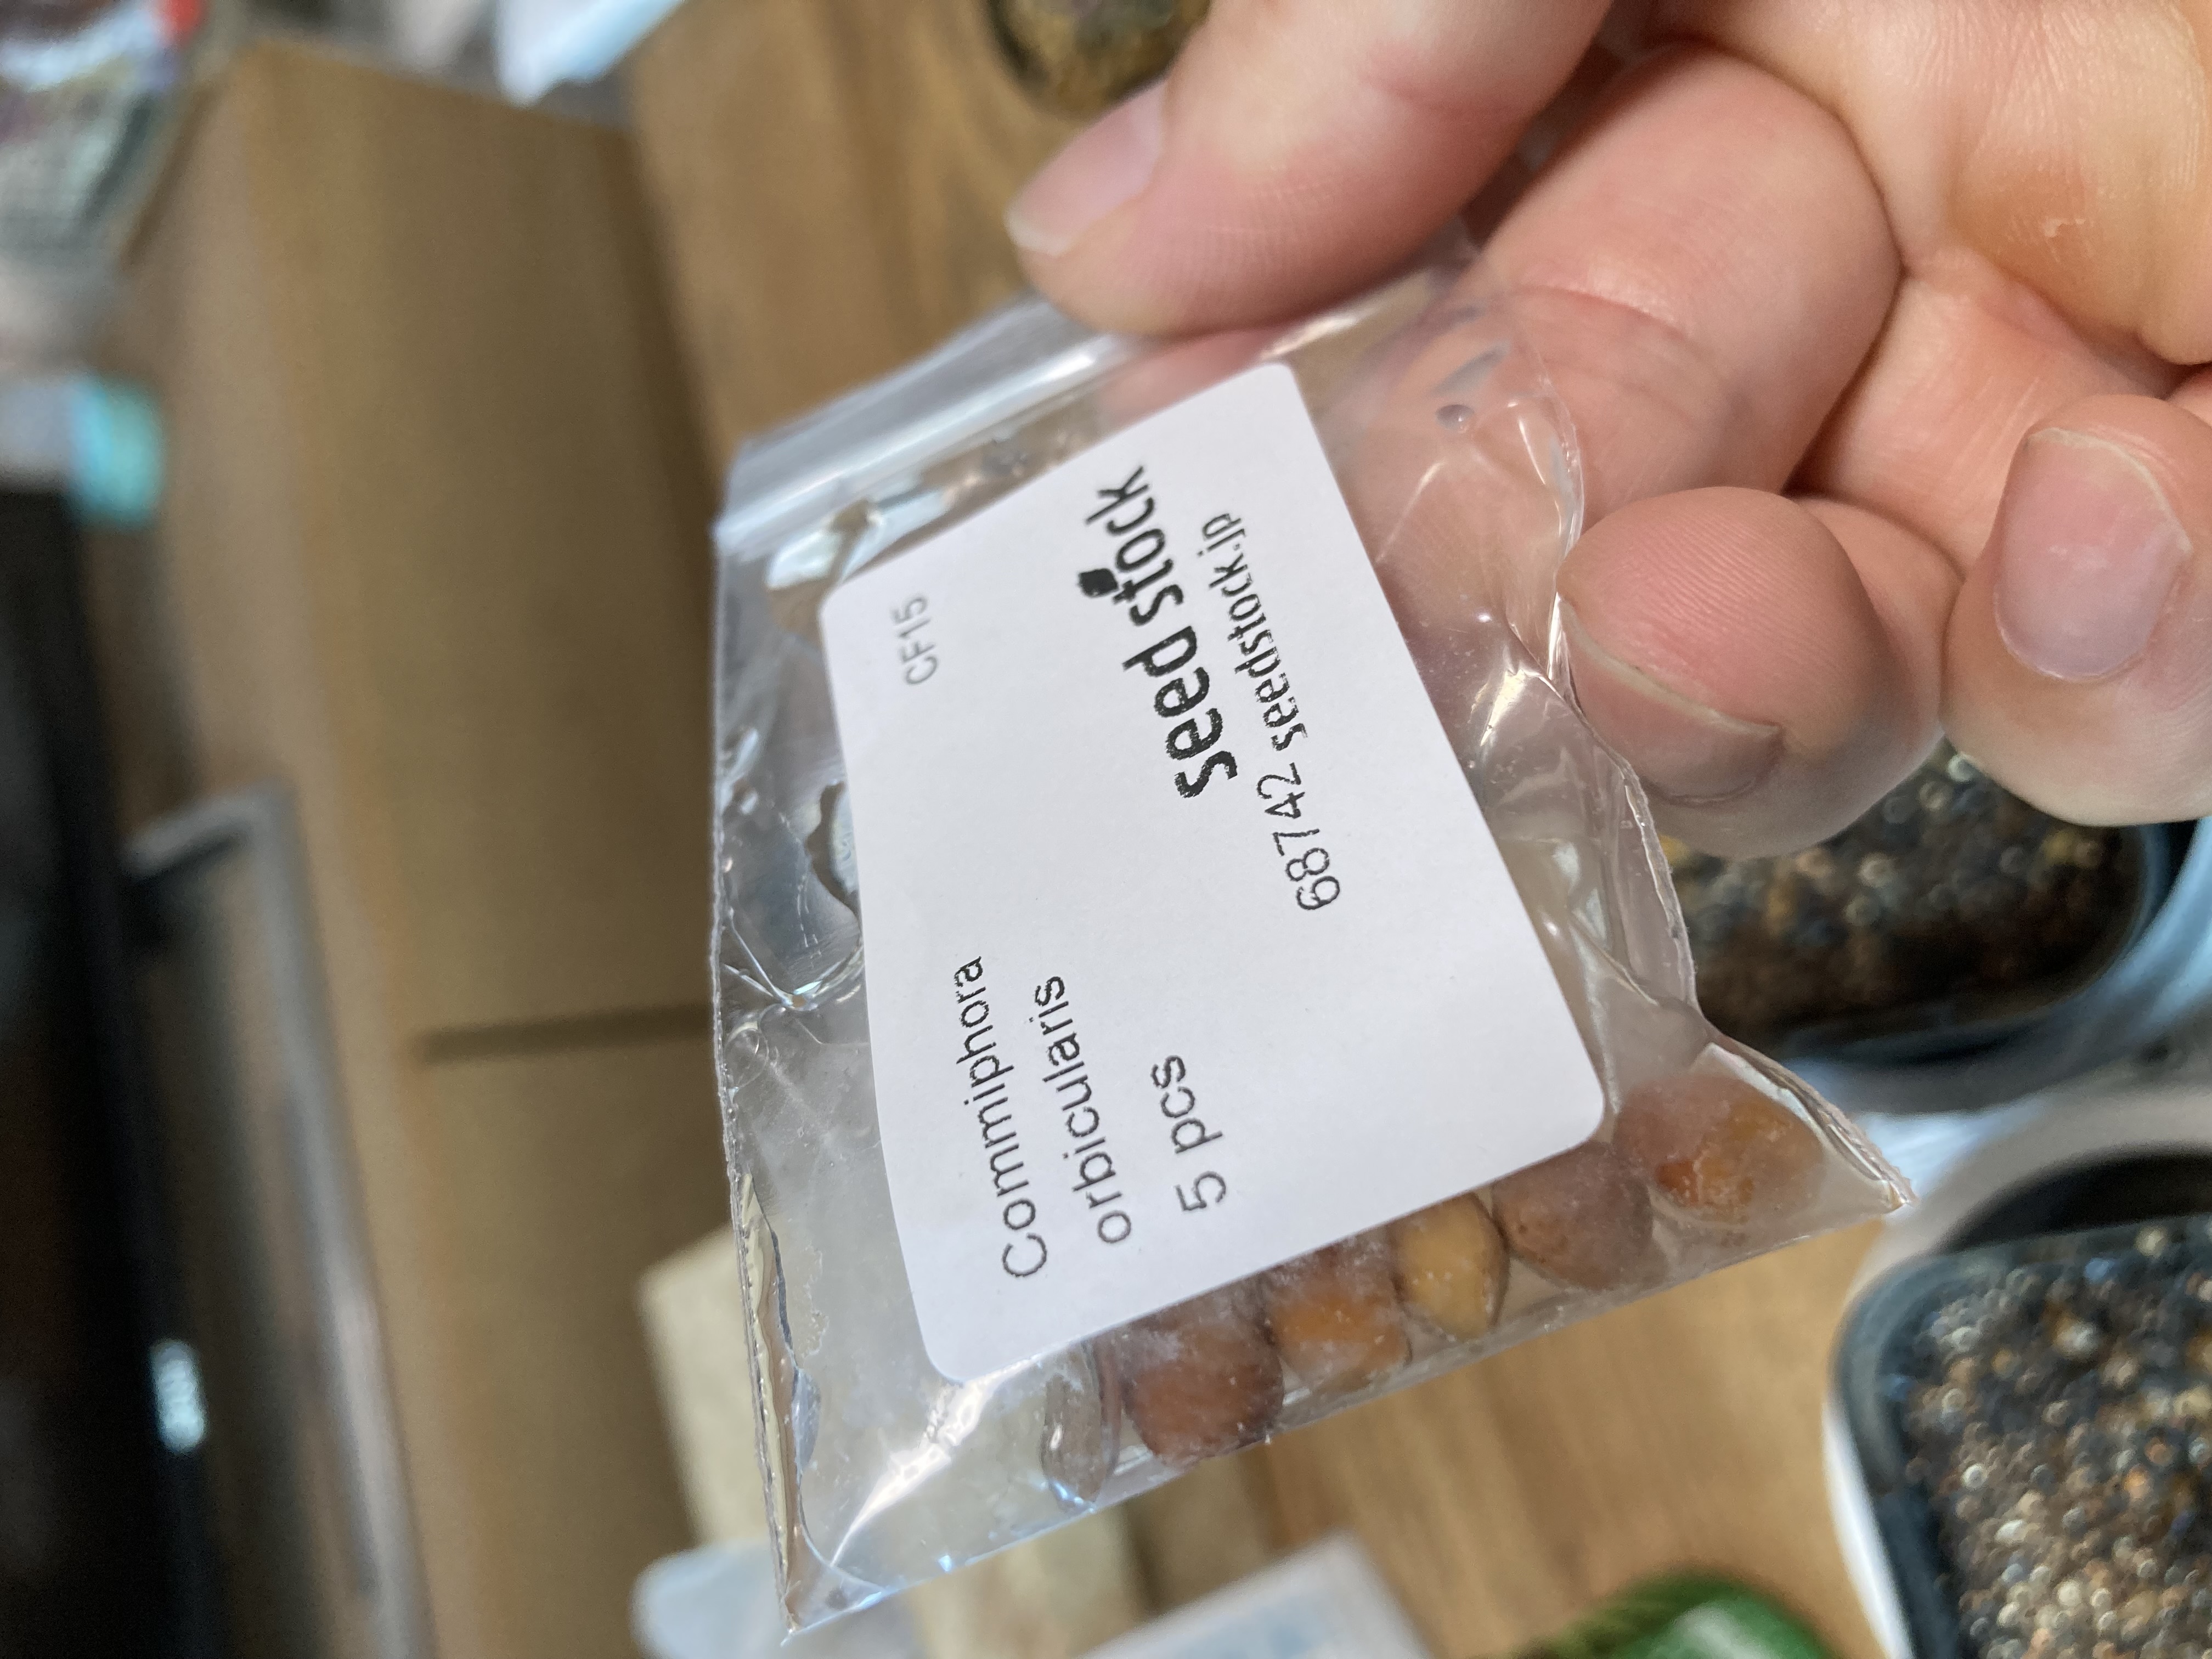 CF15
Commiphora
orbicularis
5 pcs
seed stock
68742 seedstock.jp